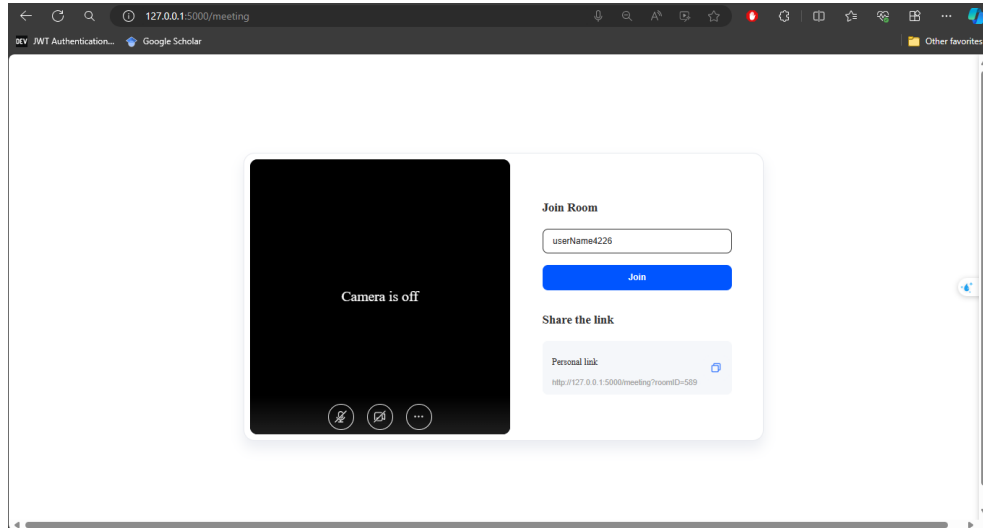 127.0.0.1:5000/meeting
DEV JWT Authentication...
Google Scholar
Other favorites
Camera is off
Join Room
userName4226
Join
Share the link
Personal link
http://127.0.0.1:5000/meeting?roomID=589